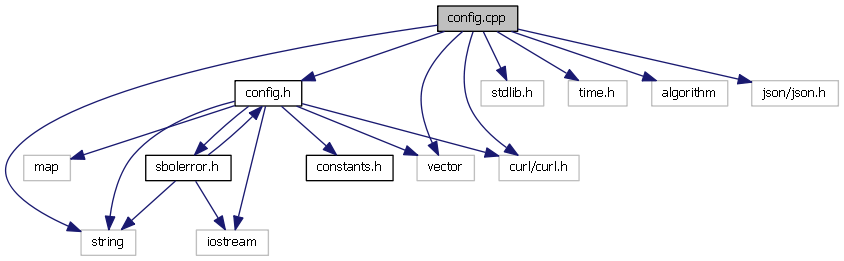 config.cpp
config.h
stdlib.h
time.h
algorithm
json/json.h
map
sbolerror.h
constants.h
vector
curl/curl.h
string
iostream